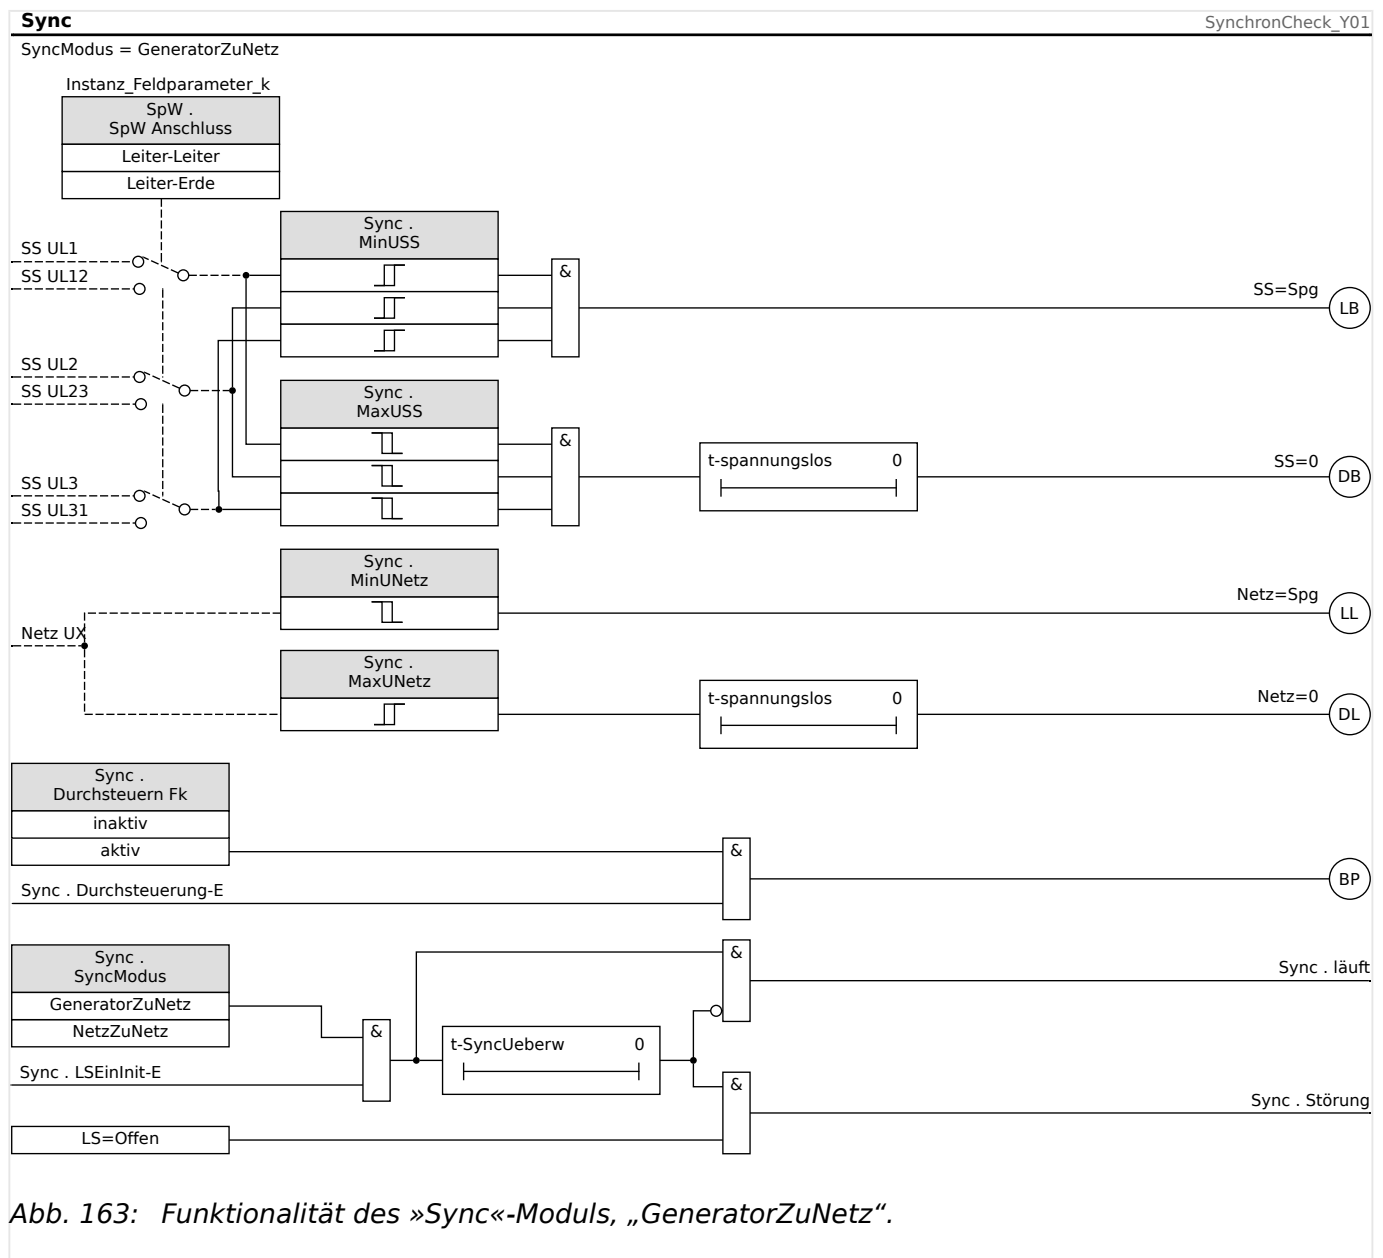 Sync
SynchronCheck_Y01
SyncModus = GeneratorZuNetz
Instanz_Feldparameter_k
SpW .
SpW Anschluss
Leiter-Leiter
Leiter-Erde
Sync .
MinUSS
SS UL1
SS UL12
&
SS=Spg
LB
SS UL2
SS UL23
Sync .
MaxUSS
&
t-spannungslos 0
SS=0
DB
SS UL3
SS UL31
Sync .
MinUNetz
Netz=Spg
LL
Netz UX
Sync .
MaxUNetz
t-spannungslos 0
Netz=0
DL
Sync .
Durchsteuern Fk
inaktiv
aktiv
&
BP
Sync . Durchsteuerung-E
Sync .
SyncModus
GeneratorZuNetz
NetzZuNetz
&
Sync . läuft
&
t-SyncUeberw 0
Sync . LSEinInit-E
&
Sync . Störung
LS=Offen
Abb. 163: Funktionalität des »Sync«-Moduls, „GeneratorZuNetz“.